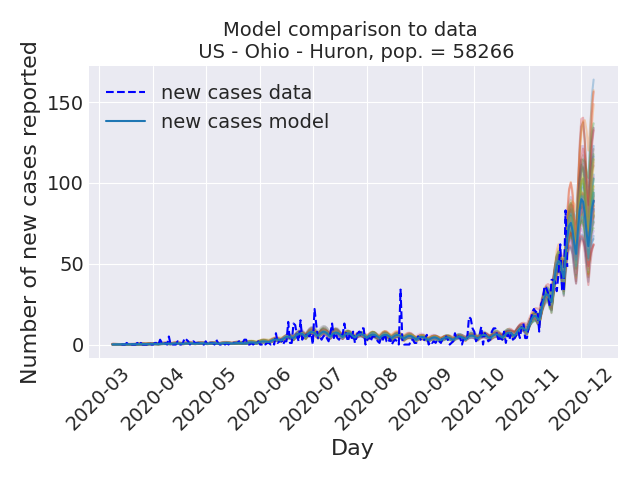 Model comparison to data
US - Ohio - Huron, pop. = 58266
Number of new cases reported
150
100
50
0
new cases data
new cases model
2020-03
2020-04
2020-05
2020-06
2020-07
2020-08
2020-09
2020-10
2020-11
2020-12
Day